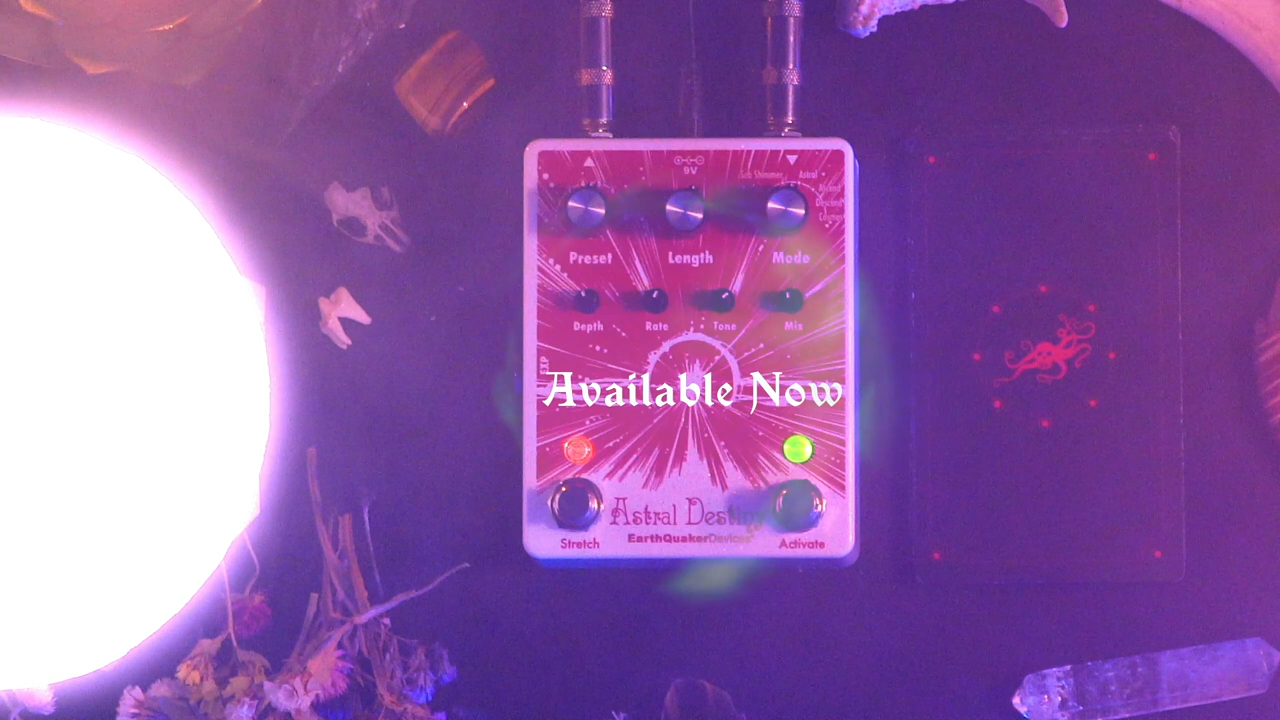 9V
Sub Shimmer
Astral
Ascend
Descend
Cosmos
Preset Length Mode
Depth Rate Tone Mix
EXP
Available Now
Astral Destiny
EarthQuakerDevices
Stretch
Activate